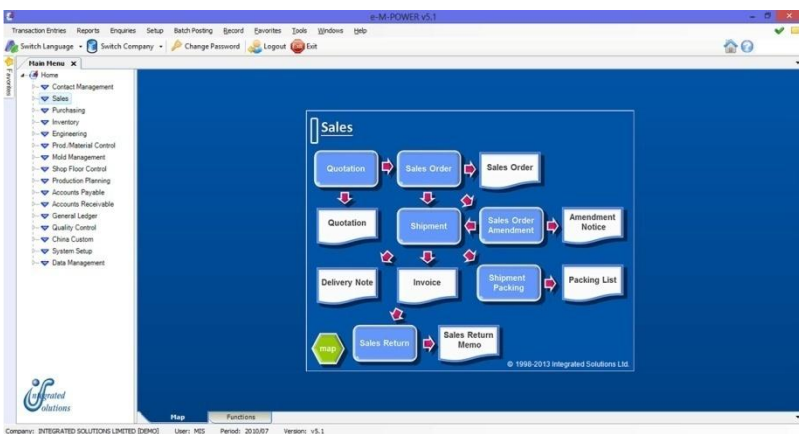 e-M-POWER v5.1
Transaction Entries Reports Enquires Setup Batch Posting Record Favorites Tools Windows Help
Switch Language Switch Company Change Password Logout Exit
Favorites
Main Menu X
Home
Contact Management
Sales
Purchasing
Inventory
Engineering
Prod./Material Control
Mold Management
Shop Floor Control
Production Planning
Accounts Payable
Accounts Receivable
General Ledger
Quality Control
China Custom
System Setup
Data Management
Sales
Quotation
Sales Order
Sales Order
Quotation
Shipment
Sales Order
Amendment
Amendment
Notice
Delivery Note
Invoice
Shipment
Packing
Packing List
map
Sales Return
Sales Return
Memo
© 1998-2013 Integrated Solutions Ltd.
Integrated
Solutions
Map Functions
Company: INTEGRATED SOLUTIONS LIMITED [DEMO] User: MIS Period: 2010/07 Version: v5.1